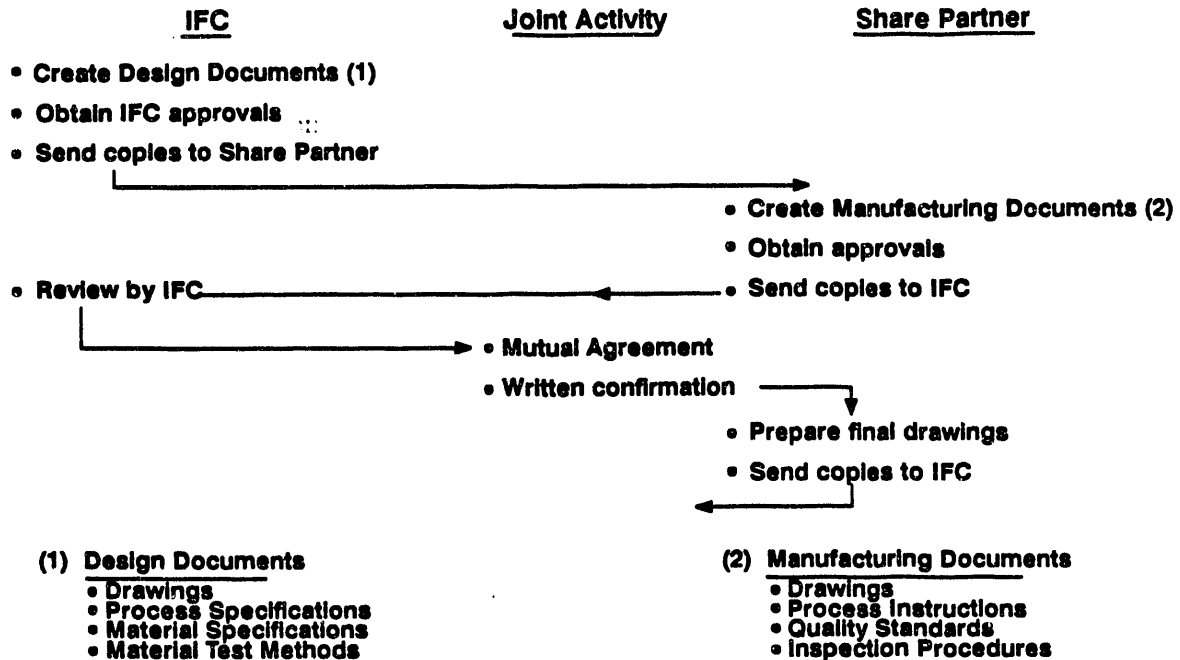 IFC
Joint Activity
Share Partner
• Create Design Documents (1)
• Obtain IFC approvals
• Send copies to Share Partner
• Create Manufacturing Documents (2)
• Obtain approvals
• Review by IFC
• Send copies to IFC
• Mutual Agreement
• Written confirmation
• Prepare final drawings
• Send copies to IFC
(1) Design Documents
• Drawings
• Process Specifications
• Material Specifications
• Material Test Methods
(2) Manufacturing Documents
• Drawings
• Process Instructions
• Quality Standards
• Inspection Procedures